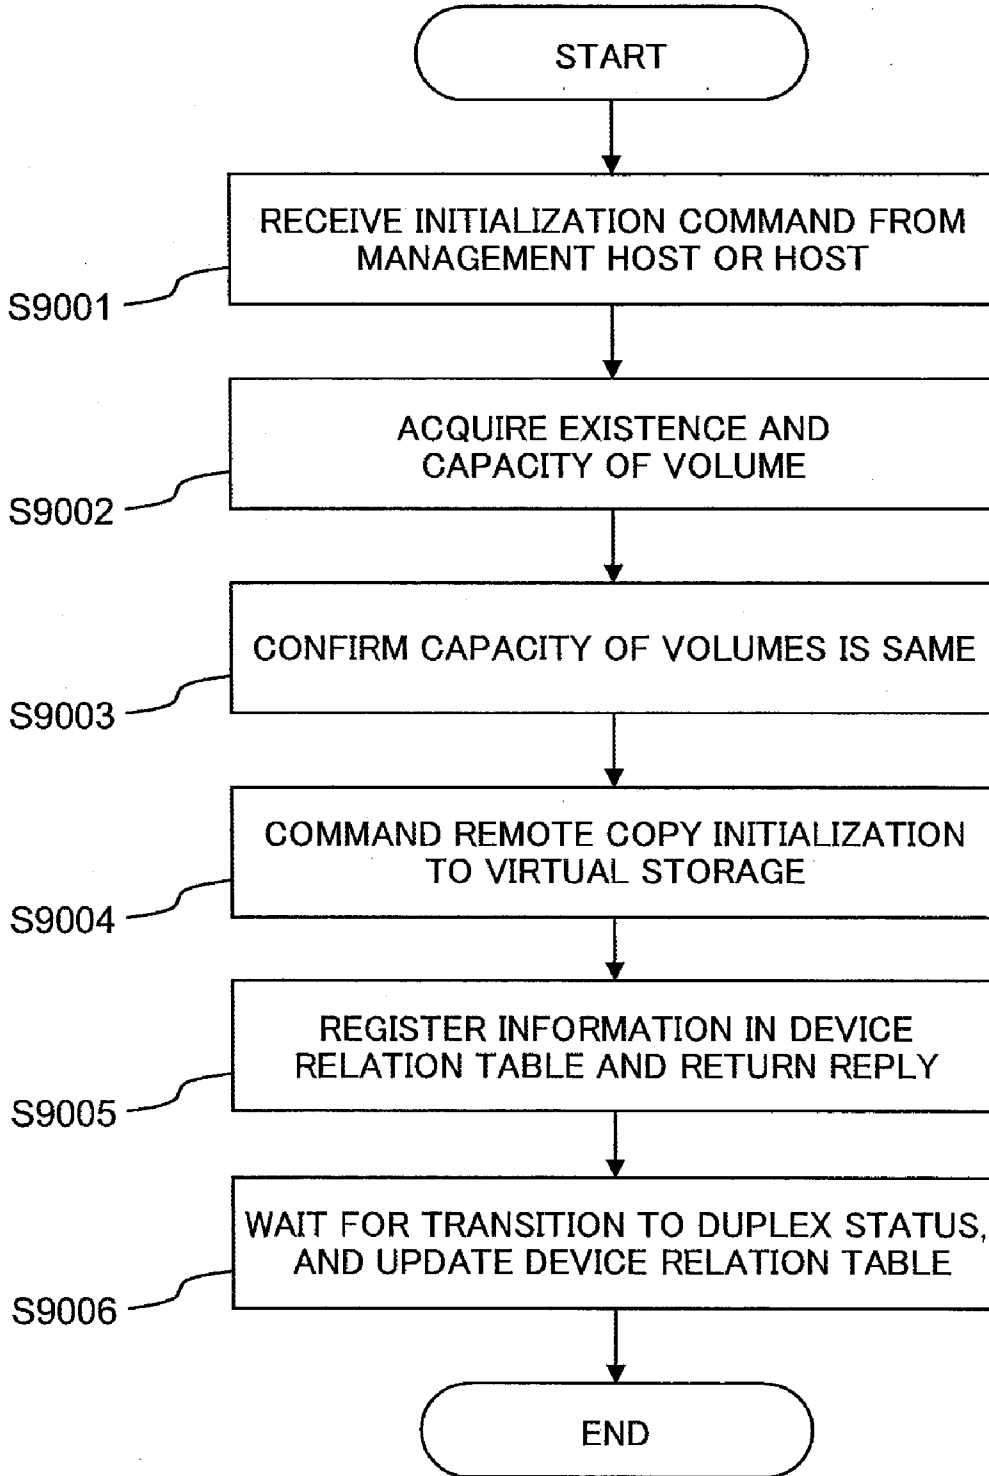 START
RECEIVE INITIALIZATION COMMAND FROM
MANAGEMENT HOST OR HOST
S9001
ACQUIRE EXISTENCE AND
CAPACITY OF VOLUME
S9002
CONFIRM CAPACITY OF VOLUMES IS SAME
S9003
COMMAND REMOTE COPY INITIALIZATION
TO VIRTUAL STORAGE
S9004
REGISTER INFORMATION IN DEVICE
RELATION TABLE AND RETURN REPLY
S9005
WAIT FOR TRANSITION TO DUPLEX STATUS,
AND UPDATE DEVICE RELATION TABLE
S9006
END